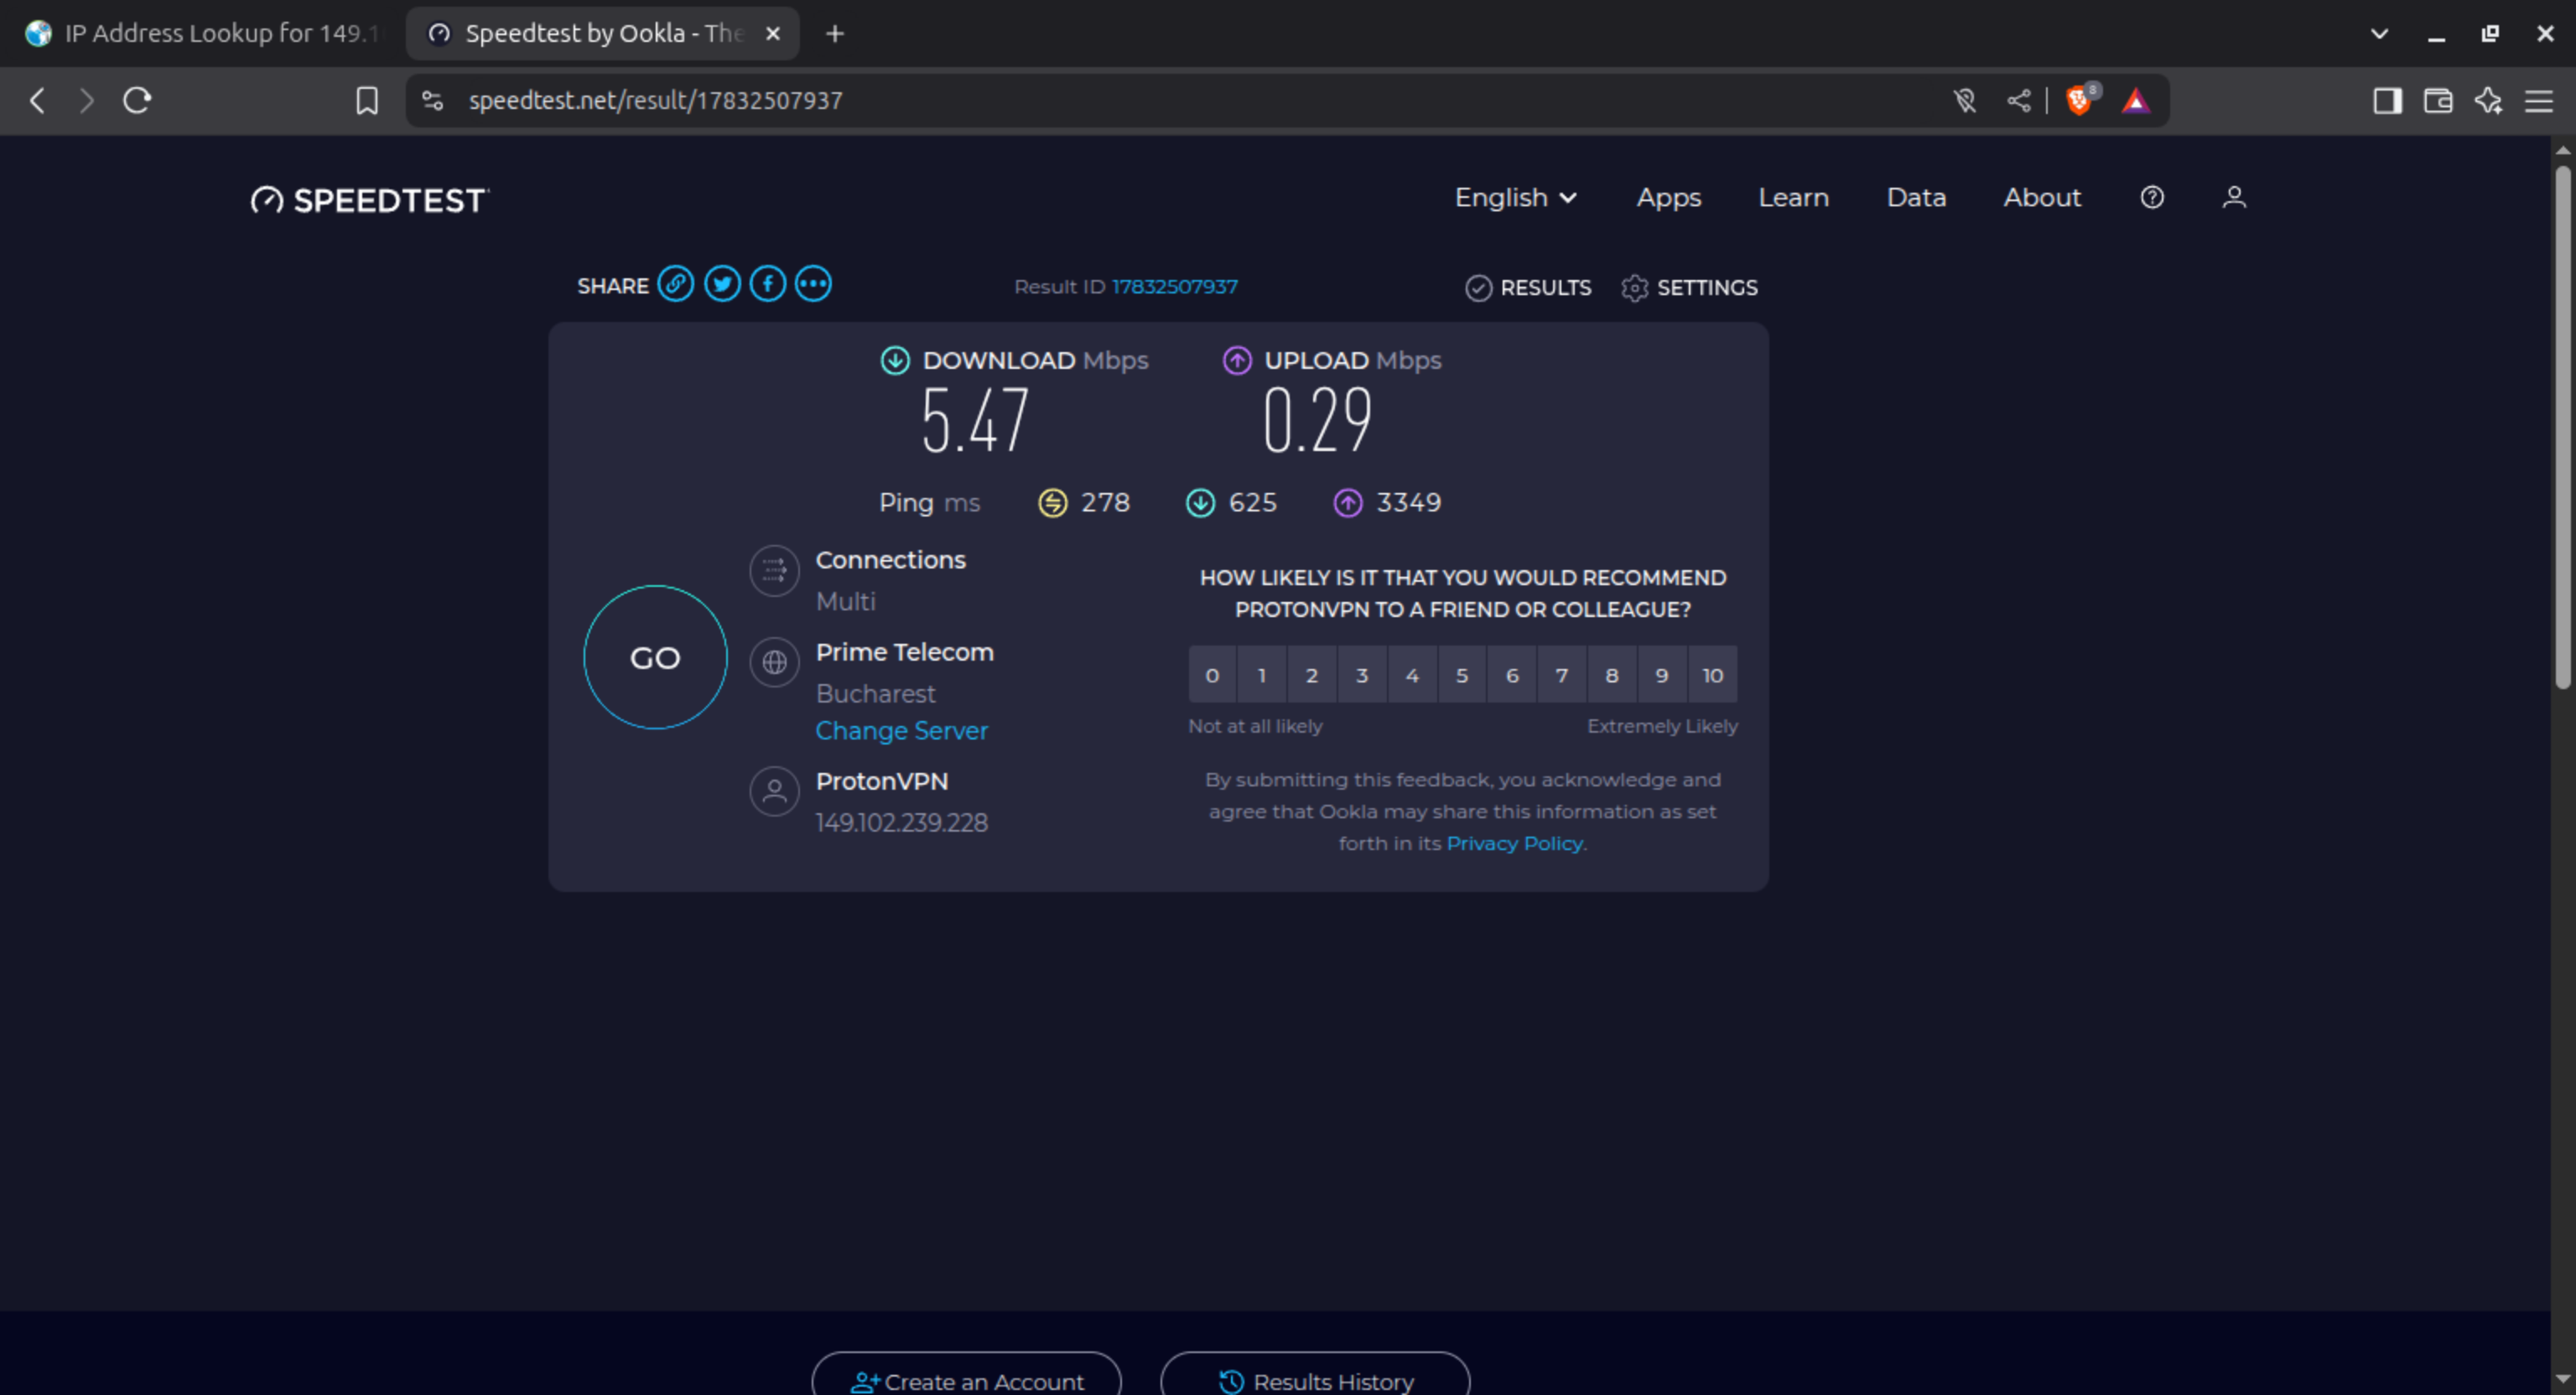 IP Address Lookup for 149.1
Speedtest by Ookla - The
speedtest.net/result/17832507937
8
SPEEDTEST
English
Apps
Learn
Data
About
SHARE
Result ID 17832507937
RESULTS
SETTINGS
DOWNLOAD Mbps
5.47
UPLOAD Mbps
0.29
Ping ms
278
625
3349
GO
Connections
Multi
Prime Telecom
Bucharest
Change Server
ProtonVPN
149.102.239.228
HOW LIKELY IS IT THAT YOU WOULD RECOMMEND
PROTONVPN TO A FRIEND OR COLLEAGUE?
0 1 2 3 4 5 6 7 8 9 10
Not at all likely
Extremely Likely
By submitting this feedback, you acknowledge and
agree that Ookla may share this information as set
forth in its Privacy Policy.
Create an Account
Results History